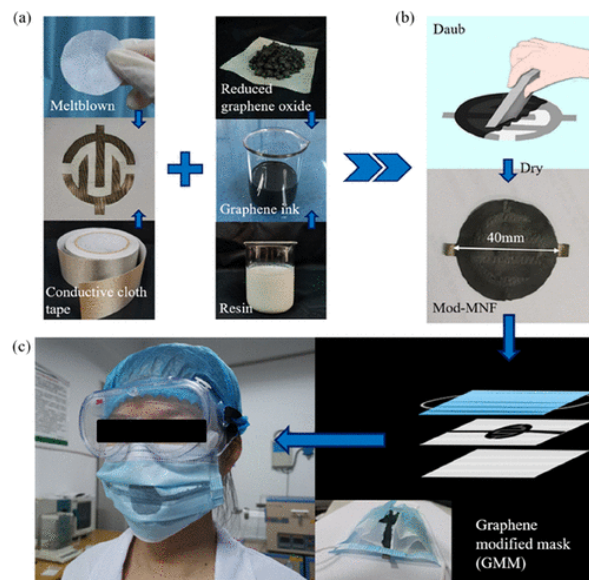 (a)
Meltblown
Conductive cloth
tape
Reduced
graphene oxide
Graphene ink
Resin
(b)
Daub
Dry
40mm
Mod-MNF
(c)
Graphene
modified mask
(GMM)